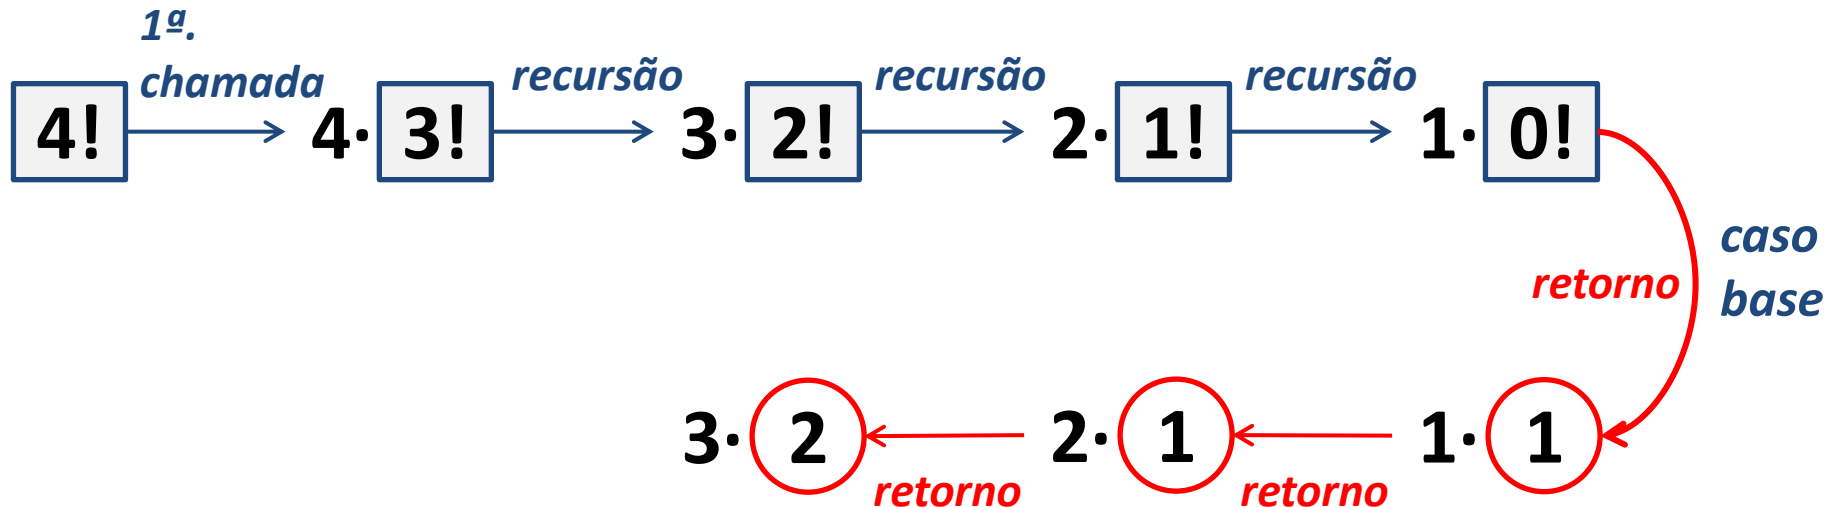 1ª.
chamada
recursão
recursão
recursão
4!
4· 3!
3· 2!
2· 1!
1· 0!
caso
base
retorno
3· 2
2· 1
1· 1
retorno
retorno